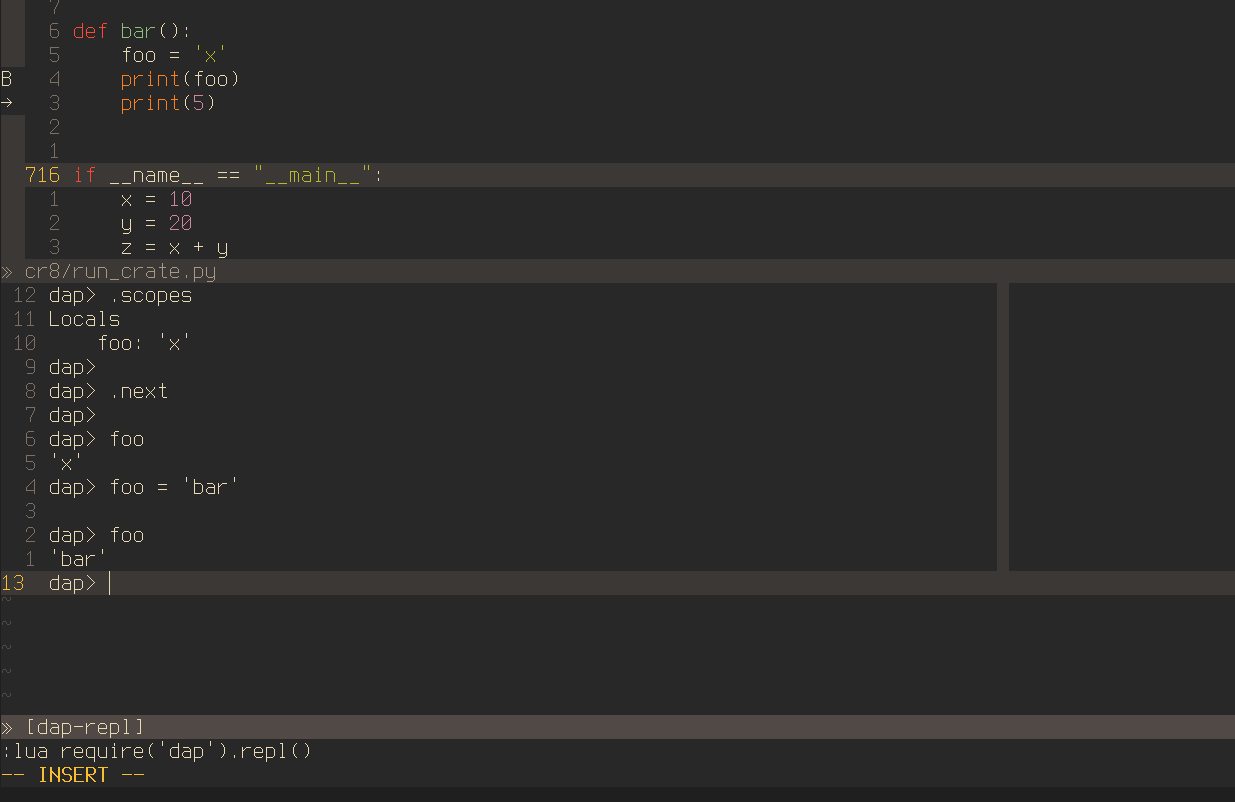 7
6 def bar():
5     foo = 'x'
B 4     print(foo)
→ 3     print(5)
2
1
716 if __name__ == "__main__":
1     x = 10
2     y = 20
3     z = x + y
» cr8/run_crate.py
12 dap> .scopes
11 Locals
10     foo: 'x'
9 dap>
8 dap> .next
7 dap>
6 dap> foo
5 'x'
4 dap> foo = 'bar'
3
2 dap> foo
1 'bar'
13 dap>
~
~
~
~
~
» [dap-repl]
:lua require('dap').repl()
-- INSERT --